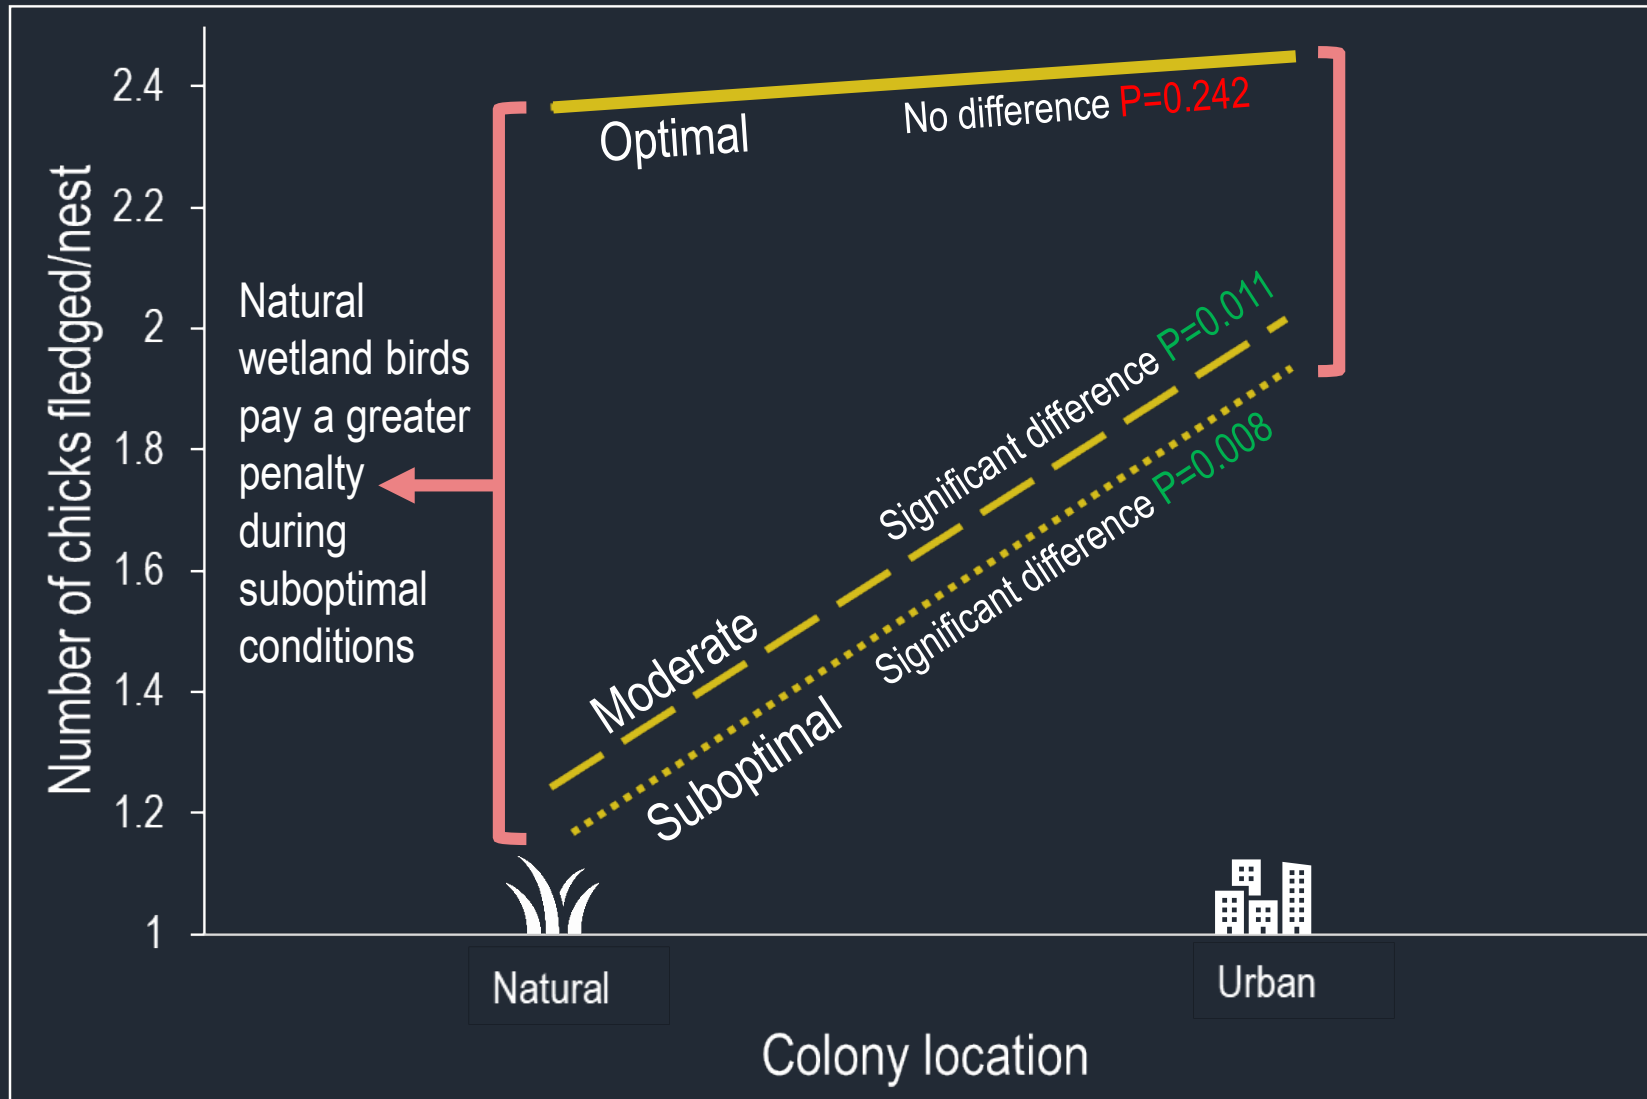 Number of chicks fledged/nest
2.4
2.2
2
1.8
1.6
1.4
1.2
1
Natural
wetland birds
pay a greater
penalty
during
suboptimal
conditions
Optimal
No difference P=0.242
Moderate
Significant difference P=0.011
Suboptimal
Significant difference P=0.008
Natural
Urban
Colony location